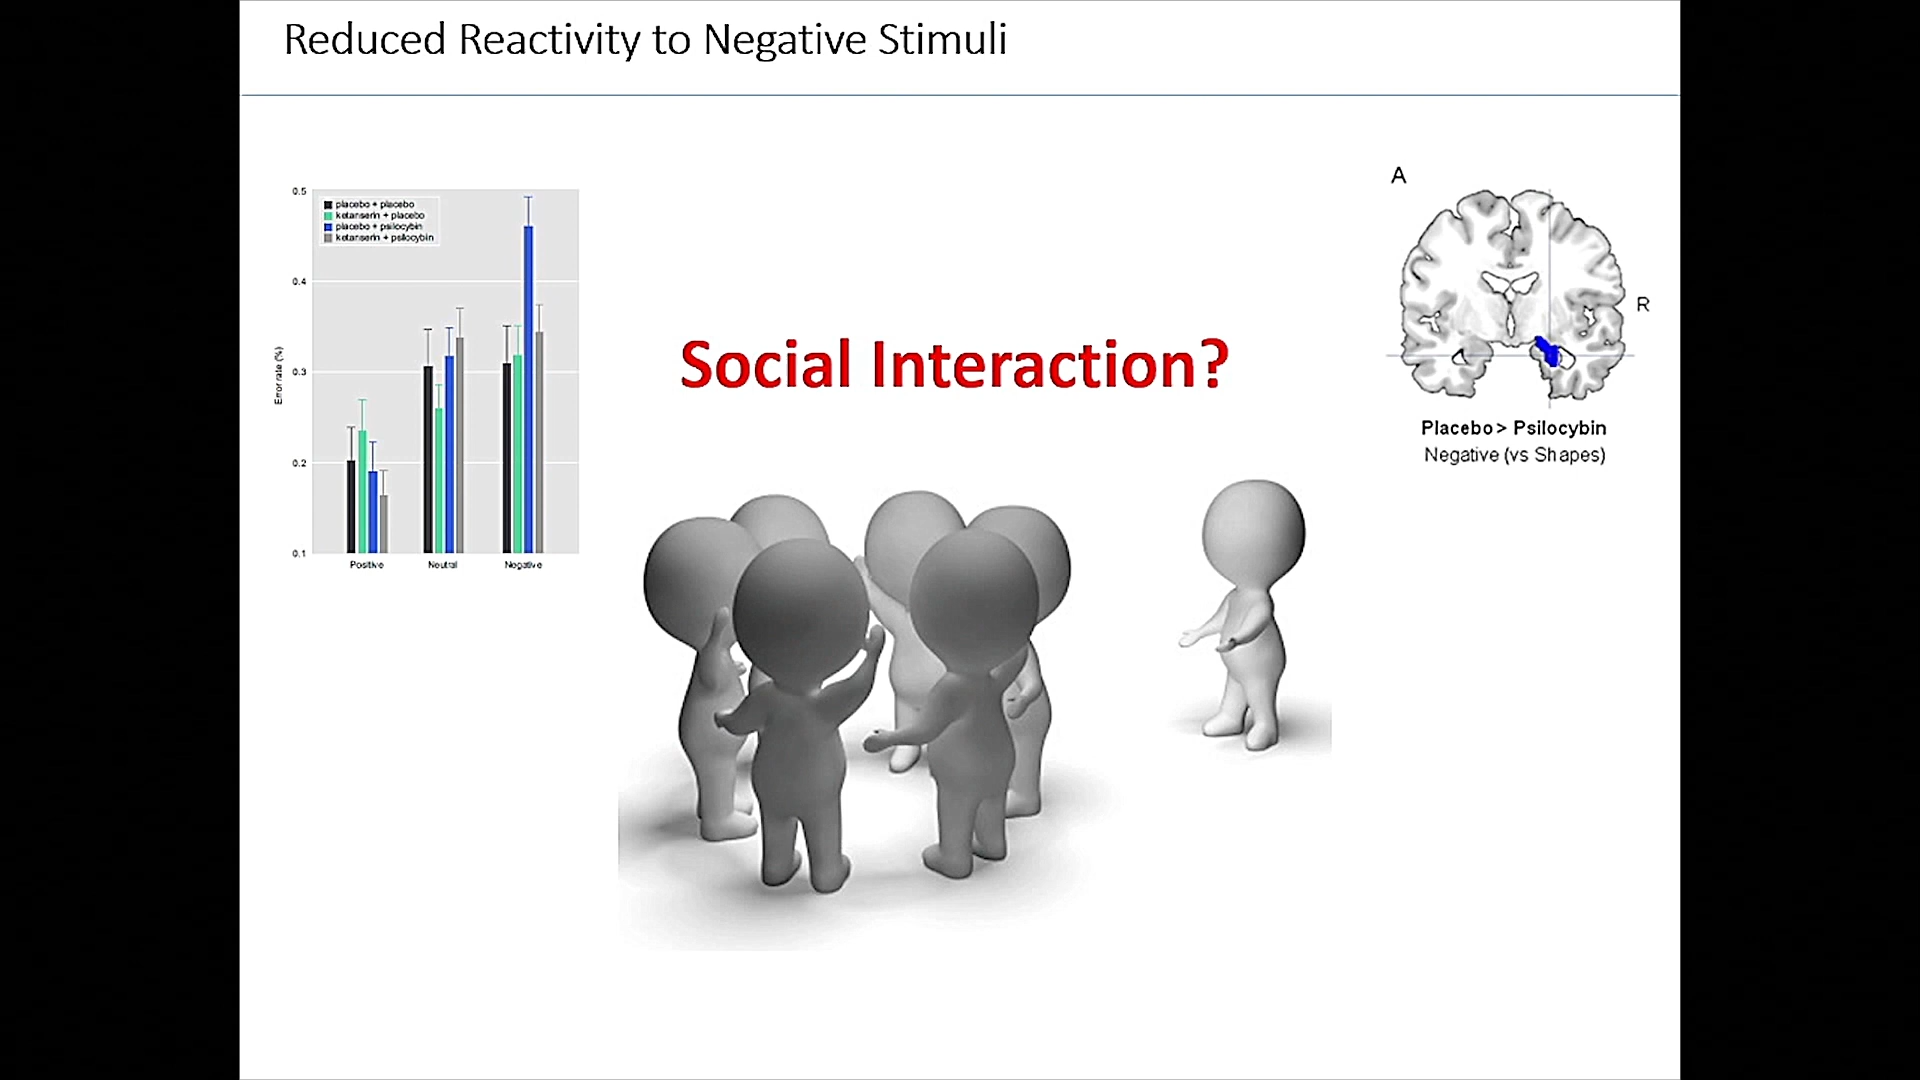 Reduced Reactivity to Negative Stimuli
0.5
0.4
0.3
0.2
0.1
Error rate (%)
placebo + placebo
ketanserin + placebo
placebo + psilocybin
ketanserin + psilocybin
Positive
Neutral
Negative
Social Interaction?
A
R
Placebo > Psilocybin
Negative (vs Shapes)